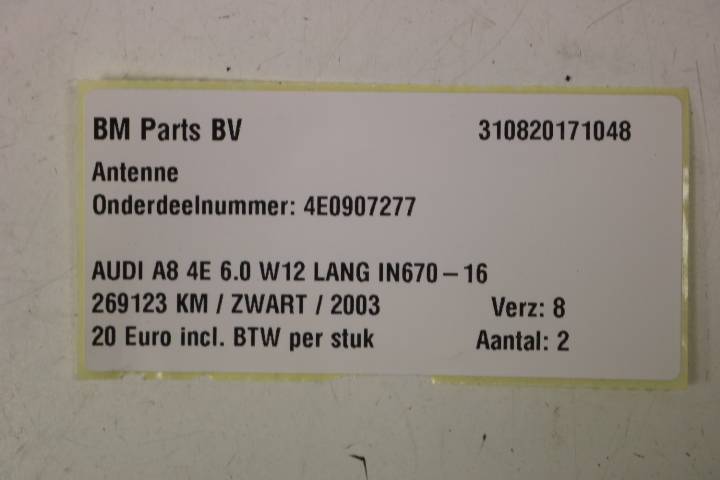 BM Parts BV 310820171048
Antenne
Onderdeelnummer: 4E0907277
AUDI A8 4E 6.0 W12 LANG IN670-16
269123 KM / ZWART / 2003 Verz: 8
20 Euro incl. BTW per stuk Aantal: 2